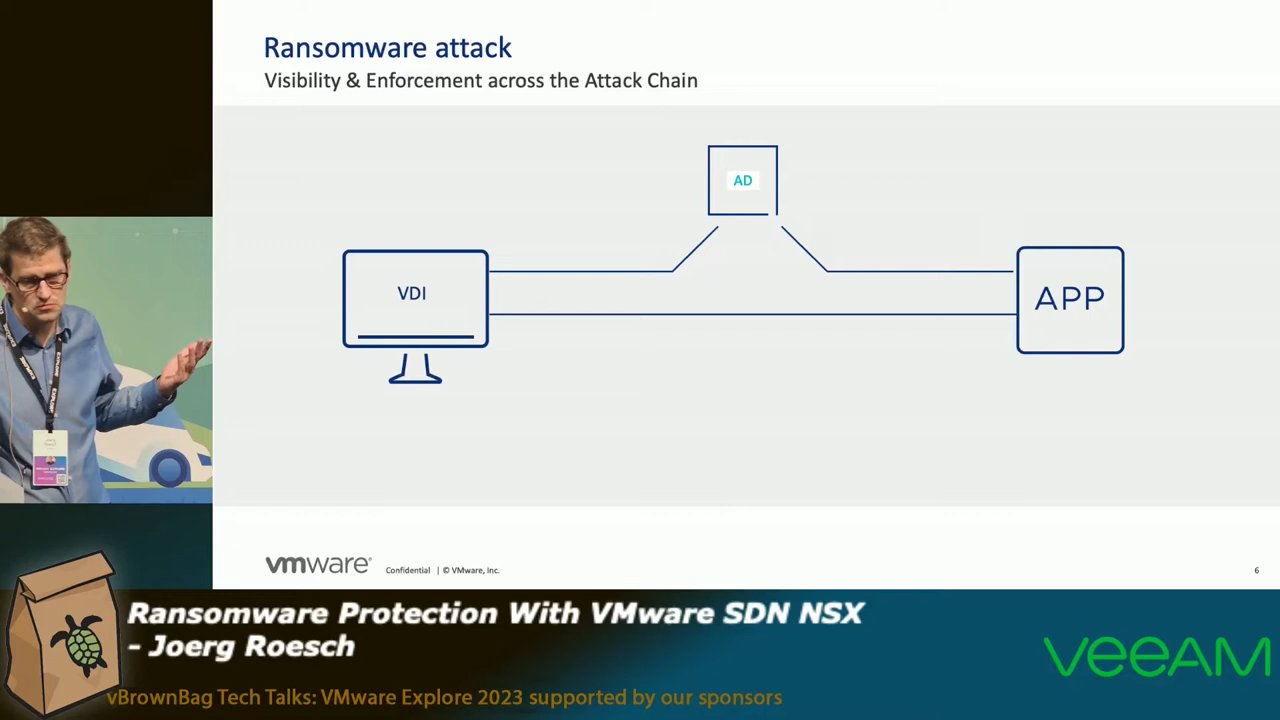 Ransomware attack
Visibility & Enforcement across the Attack Chain
AD
VDI
APP
vmware®
Confidential | © VMware, Inc.
6
Ransomware Protection With VMware SDN NSX
- Joerg Roesch
veeam
vBrownBag Tech Talks: VMware Explore 2023 supported by our sponsors